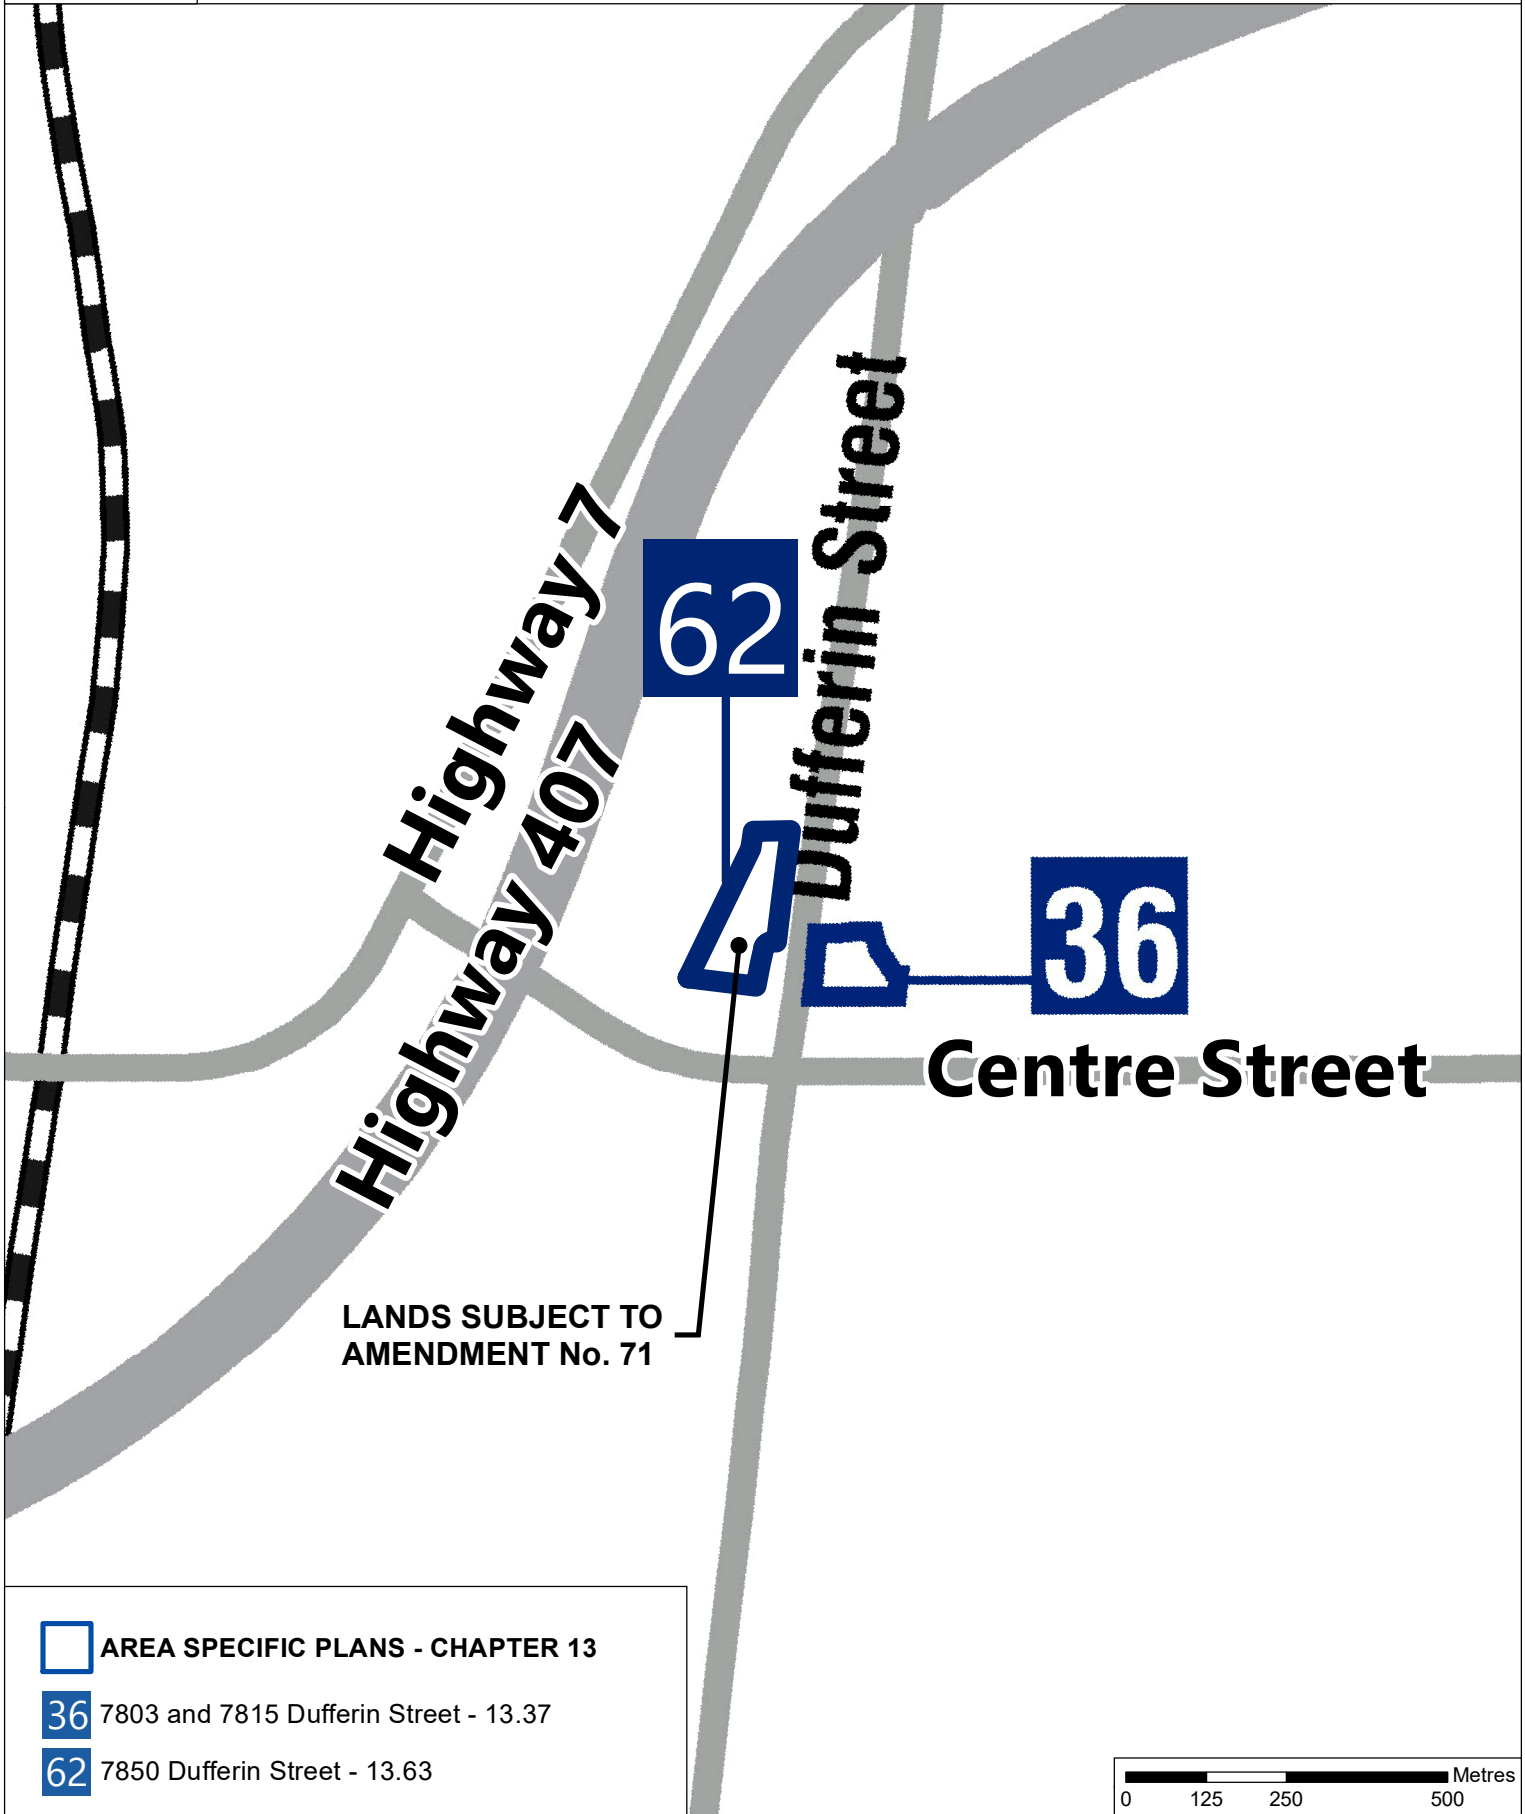 Highway 7
Highway 407
62
Dufferin Street
36
Centre Street
LANDS SUBJECT TO
AMENDMENT No. 71
AREA SPECIFIC PLANS - CHAPTER 13
36 7803 and 7815 Dufferin Street - 13.37
62 7850 Dufferin Street - 13.63
Metres
0 125 250 500